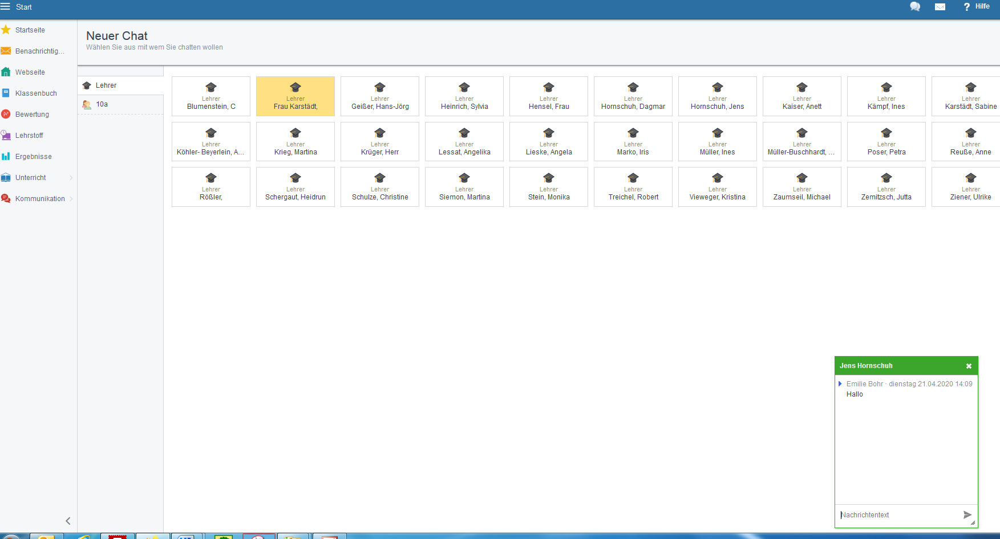 Start
? Hilfe
Startseite
Benachrichtig...
Webseite
Klassenbuch
Bewertung
Lehrstoff
Ergebnisse
Unterricht
Kommunikation
Neuer Chat
Wählen Sie aus mit wem Sie chatten wollen
Lehrer
10a
Lehrer
Blumenstein, C
Lehrer
Frau Karstädt,
Lehrer
Geißer, Hans-Jörg
Lehrer
Heinrich, Sylvia
Lehrer
Hensel, Frau
Lehrer
Hornschuh, Dagmar
Lehrer
Hornschuh, Jens
Lehrer
Kaiser, Anett
Lehrer
Kämpf, Ines
Lehrer
Karstädt, Sabine
Lehrer
Köhler- Beyerlein, A...
Lehrer
Krieg, Martina
Lehrer
Krüger, Herr
Lehrer
Lessat, Angelika
Lehrer
Lieske, Angela
Lehrer
Marko, Iris
Lehrer
Müller, Ines
Lehrer
Müller-Buschhardt, ...
Lehrer
Poser, Petra
Lehrer
Reuße, Anne
Lehrer
Rößler,
Lehrer
Schergaut, Heidrun
Lehrer
Schulze, Christine
Lehrer
Siemon, Martina
Lehrer
Stein, Monika
Lehrer
Treichel, Robert
Lehrer
Vieweger, Kristina
Lehrer
Zaumseil, Michael
Lehrer
Zemitzsch, Jutta
Lehrer
Ziener, Ulrike
Jens Hornschuh
Emilie Bohr · dienstag 21.04.2020 14:09
Hallo
Nachrichtentext